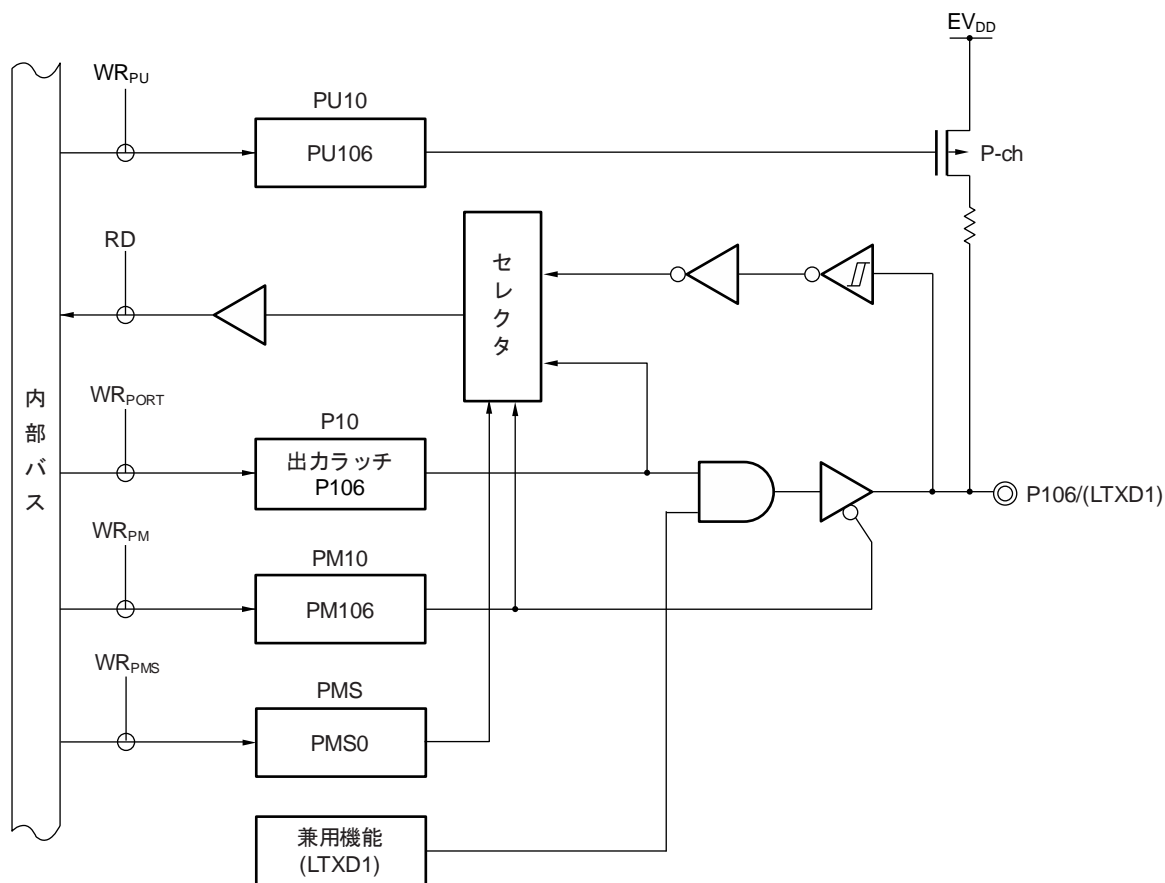 EVDD
WRPU
PU10
PU106
P-ch
RD
セレクタ
内部バス
WRPORT
P10
出力ラッチ
P106
P106/(LTXD1)
WRPM
PM10
PM106
WRPMS
PMS
PMS0
兼用機能
(LTXD1)